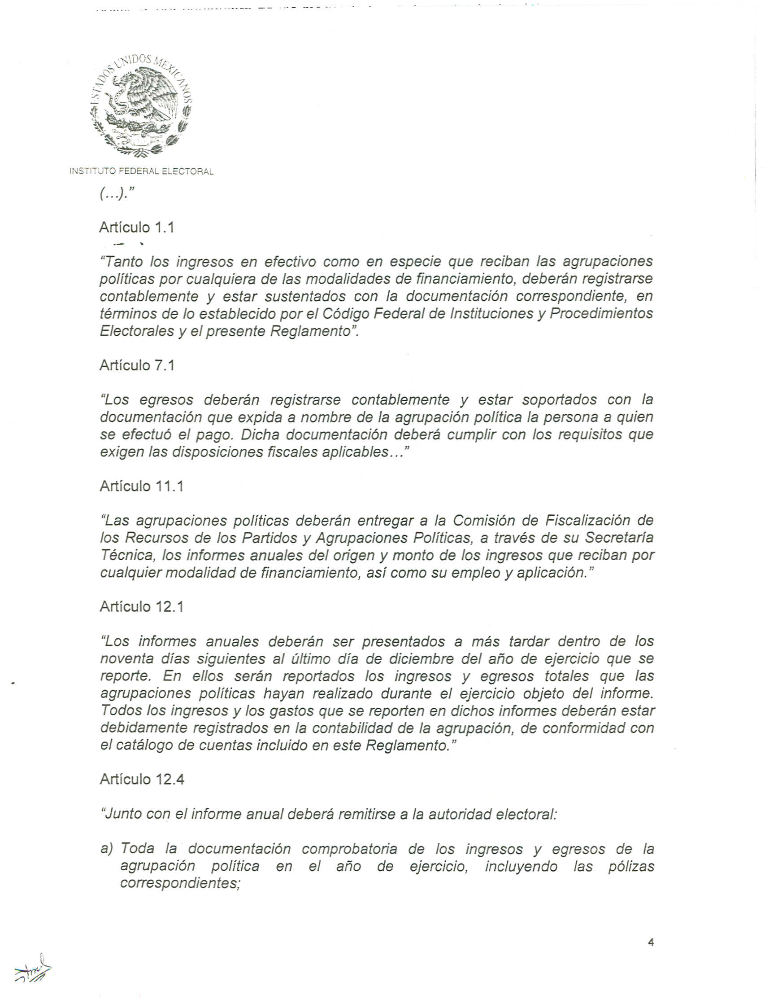 ESTADOS UNIDOS MEXICANOS
INSTITUTO FEDERAL ELECTORAL
(...).”
Artículo 1.1
“Tanto los ingresos en efectivo como en especie que reciban las agrupaciones
políticas por cualquiera de las modalidades de financiamiento, deberán registrarse
contablemente y estar sustentados con la documentación correspondiente, en
términos de lo establecido por el Código Federal de Instituciones y Procedimientos
Electorales y el presente Reglamento”.
Artículo 7.1
“Los egresos deberán registrarse contablemente y estar soportados con la
documentación que expida a nombre de la agrupación política la persona a quien
se efectuó el pago. Dicha documentación deberá cumplir con los requisitos que
exigen las disposiciones fiscales aplicables...”
Artículo 11.1
“Las agrupaciones políticas deberán entregar a la Comisión de Fiscalización de
los Recursos de los Partidos y Agrupaciones Políticas, a través de su Secretaría
Técnica, los informes anuales del origen y monto de los ingresos que reciban por
cualquier modalidad de financiamiento, así como su empleo y aplicación.”
Artículo 12.1
“Los informes anuales deberán ser presentados a más tardar dentro de los
noventa días siguientes al último día de diciembre del año de ejercicio que se
reporte. En ellos serán reportados los ingresos y egresos totales que las
agrupaciones políticas hayan realizado durante el ejercicio objeto del informe.
Todos los ingresos y los gastos que se reporten en dichos informes deberán estar
debidamente registrados en la contabilidad de la agrupación, de conformidad con
el catálogo de cuentas incluido en este Reglamento.”
Artículo 12.4
“Junto con el informe anual deberá remitirse a la autoridad electoral:
a) Toda la documentación comprobatoria de los ingresos y egresos de la
agrupación política en el año de ejercicio, incluyendo las pólizas
correspondientes;
4